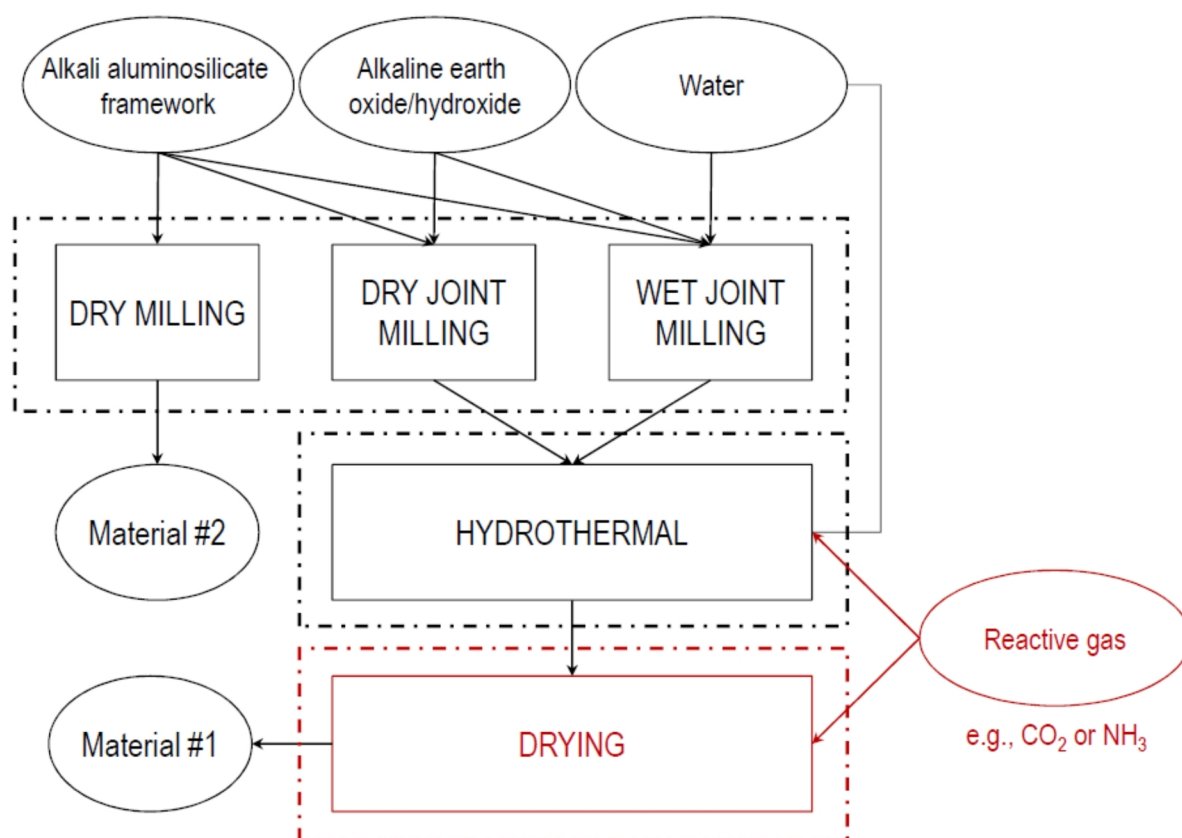 Alkali aluminosilicate
framework
Alkaline earth
oxide/hydroxide
Water
DRY MILLING
DRY JOINT
MILLING
WET JOINT
MILLING
Material #2
HYDROTHERMAL
Reactive gas
e.g., CO₂ or NH₃
Material #1
DRYING